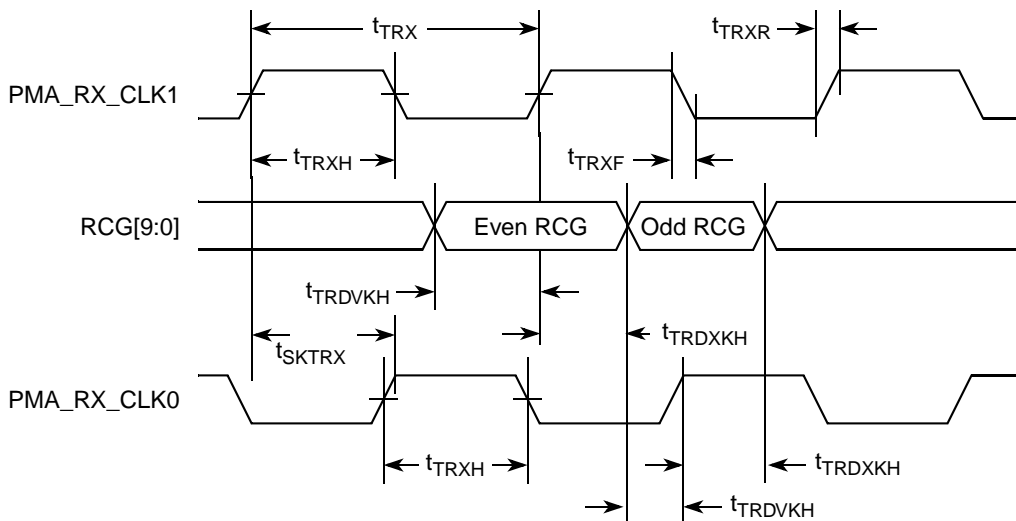 tTRX
tTRXR
PMA_RX_CLK1
tTRXH
tTRXF
RCG[9:0]
Even RCG
Odd RCG
tTRDVKH
tTRDXKH
tSKTRX
PMA_RX_CLK0
tTRXH
tTRDXKH
tTRDVKH